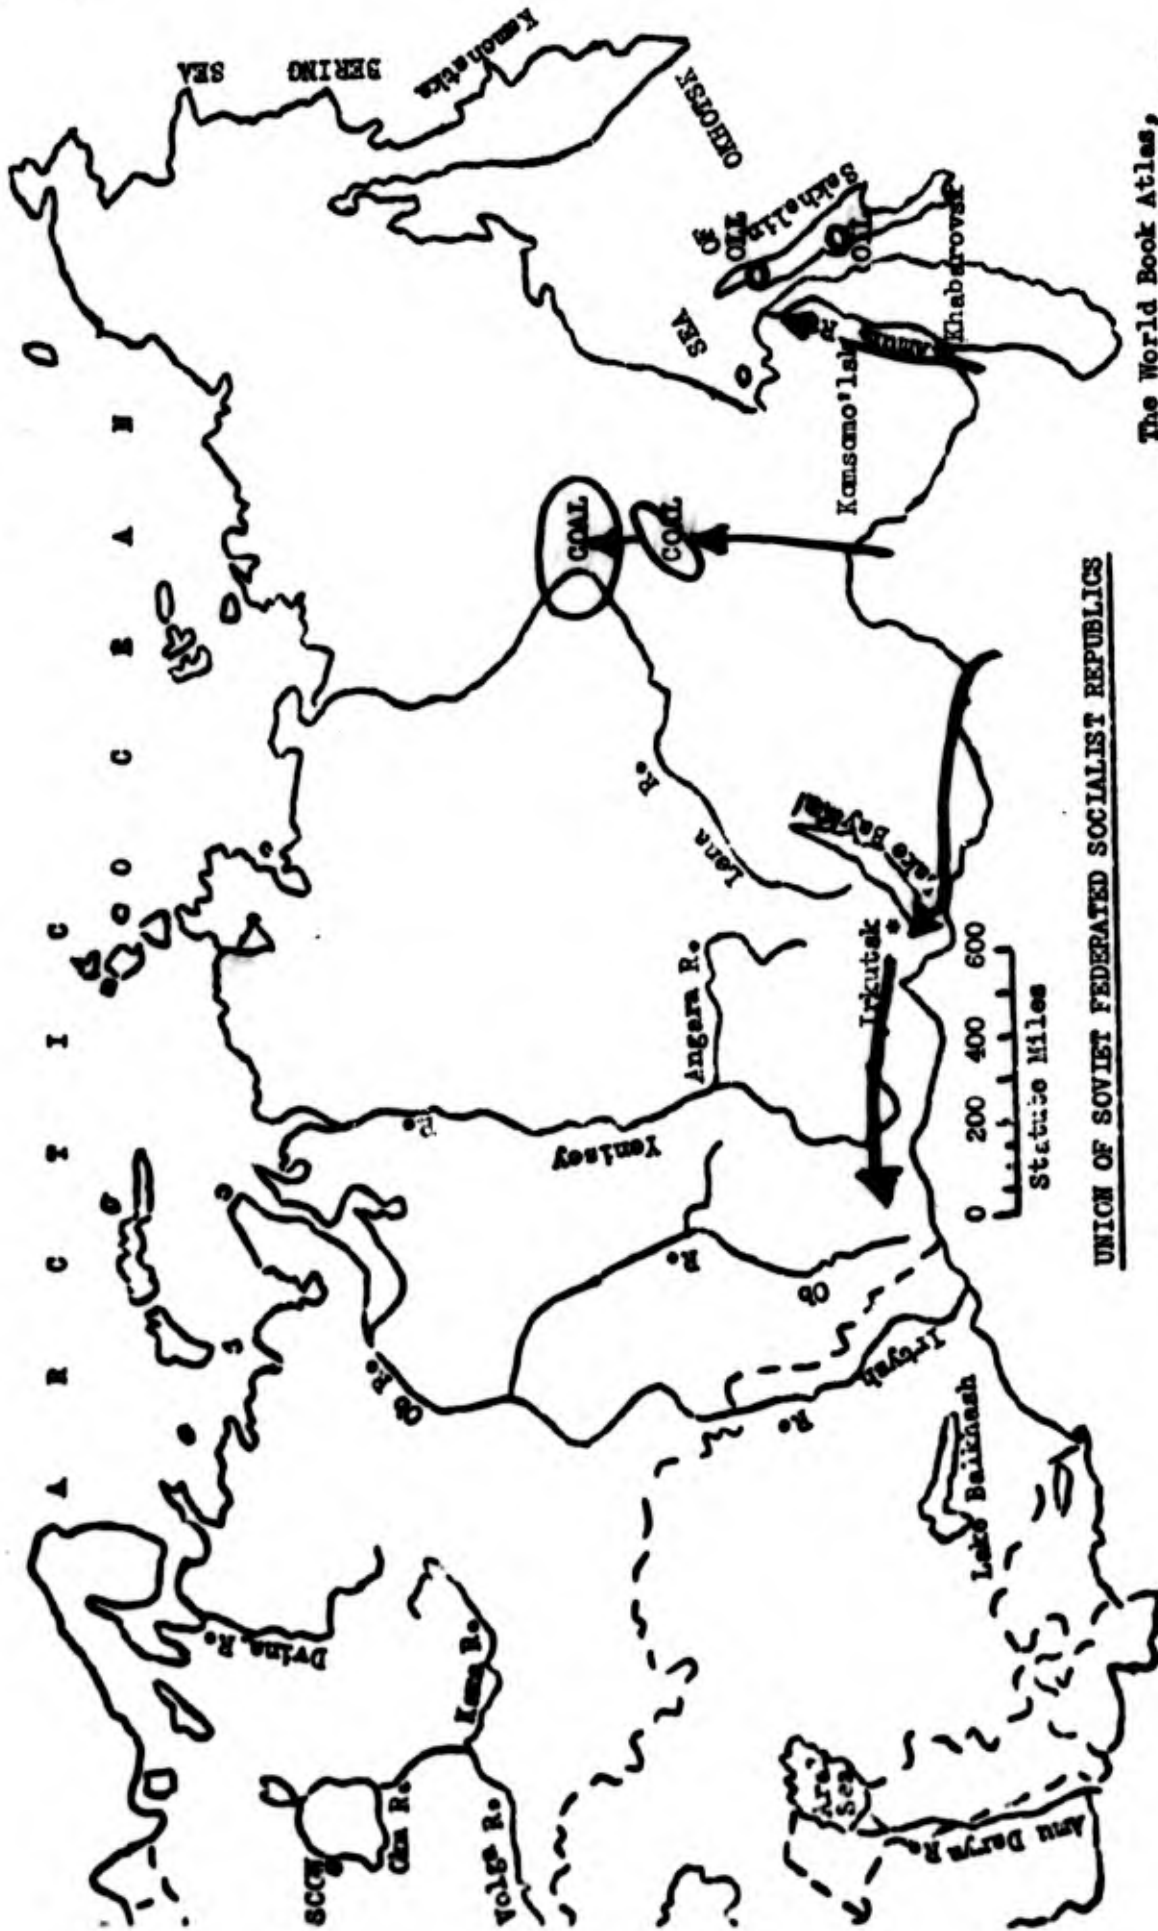 A R C T I C O C E A N
SEA
BERING
Kamchatka
OKHOTSK
OF
SEA
OIL
Sakhalin
Amur
R
Khabarovsk
Komsomo'lsk
COAL
COAL
Lena
R.
Lake Baykal
Irkutsk *
Angara R.
Yenisey
R.
Ob R.
Ob
R.
Irtysh
R.
Dvina R.
Kama R.
Oka R.
Volga R.
Aral
Sea
Amu Darya R.
Lake Balkhash
0 200 400 600
Statute Miles
UNION OF SOVIET FEDERATED SOCIALIST REPUBLICS
The World Book Atlas,